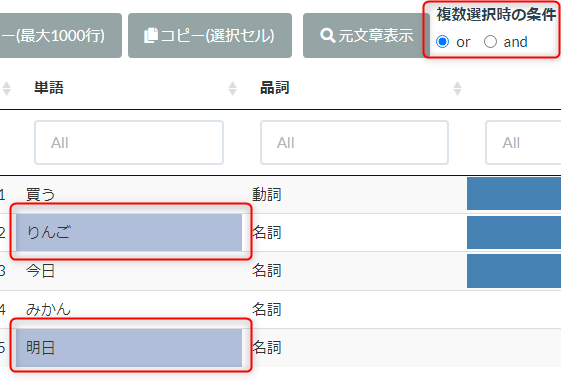 複数選択時の条件
ー(最大1000行) コピー(選択セル) 元文章表示 or and
単語 品詞
All All All
1 買う 動詞
2 りんご 名詞
3 今日 名詞
4 みかん 名詞
5 明日 名詞